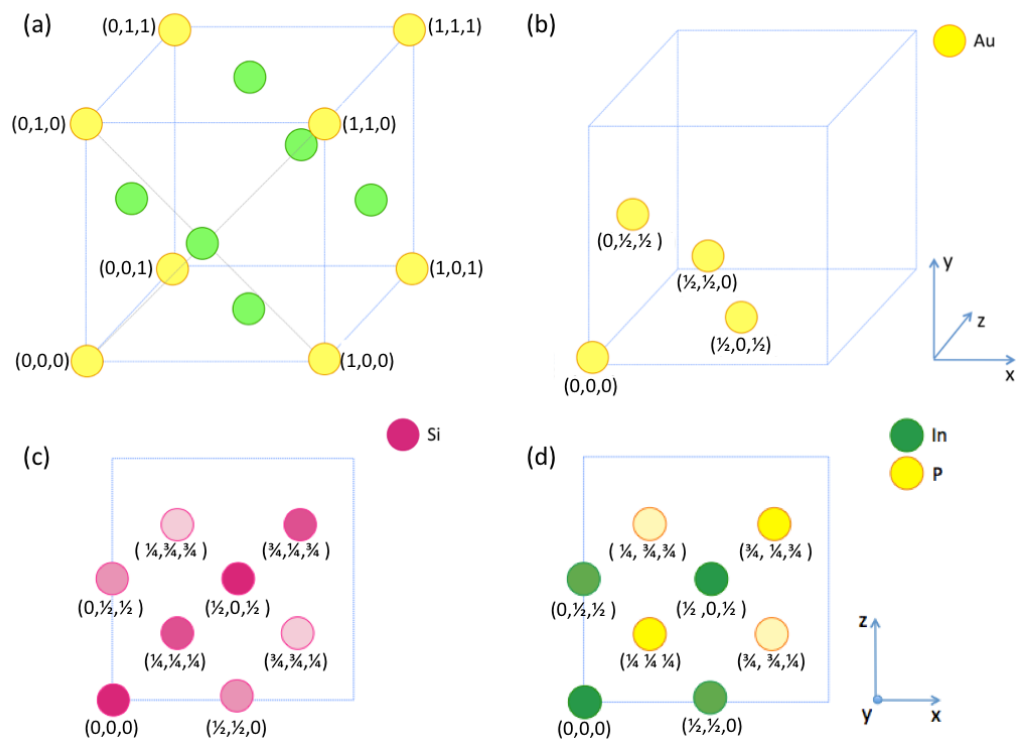 (a)
(0,1,1)
(1,1,1)
(0,1,0)
(1,1,0)
(0,0,1)
(1,0,1)
(0,0,0)
(1,0,0)
(b)
Au
(0,½,½ )
(½,½,0)
(½,0,½)
(0,0,0)
y
z
x
(c)
Si
( ¼,¾,¾ )
(¾,¼,¾)
(0,½,½ )
(½,0,½ )
(¼,¼,¼)
(¾,¾,¼)
(0,0,0)
(½,½,0)
(d)
In
P
( ¼, ¾,¾ )
(¾, ¼,¾)
(0,½,½ )
(½ ,0,½ )
(¼ ¼ ¼)
(¾, ¾,¼)
(0,0,0)
(½,½,0)
z
y
x